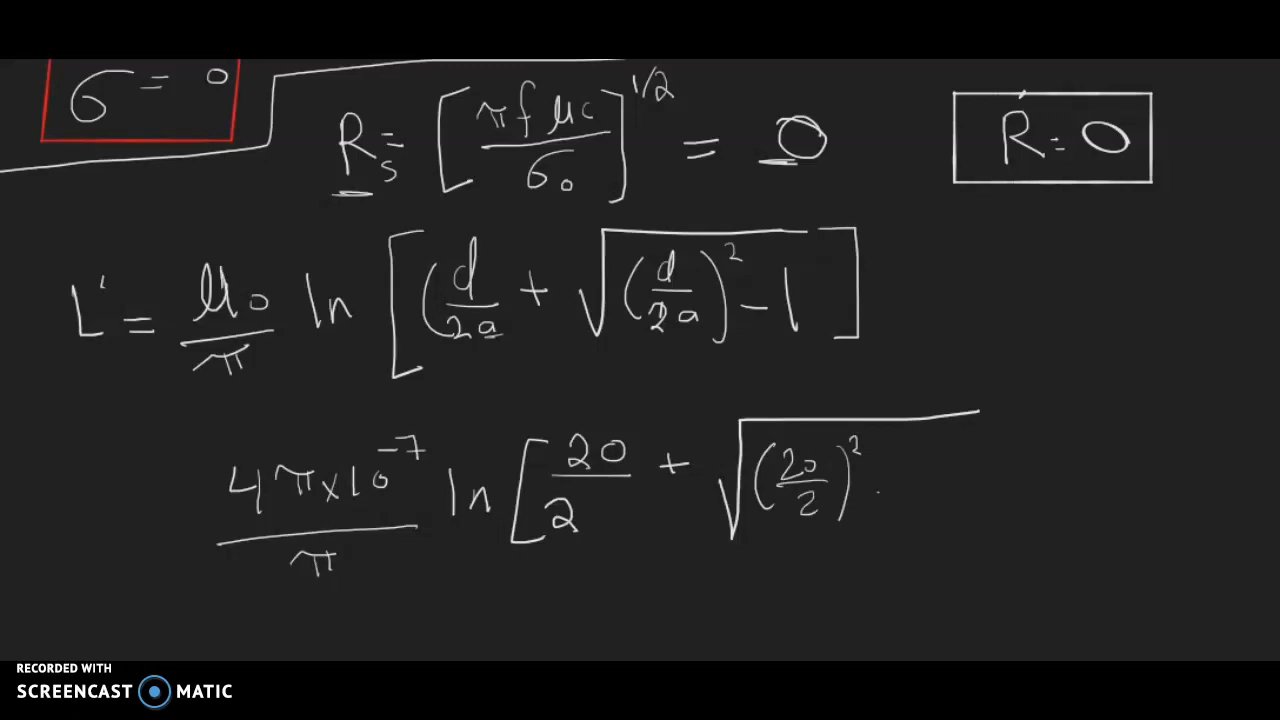 σ = 0
R_s = [πfμc/σ₀]^1/2 = 0
R = 0
L' = μ₀/π ln [(d/2a + √(d/2a)² - 1]
4π×10⁻⁷/π ln [20/2 + √(20/2)²
RECORDED WITH
SCREENCAST MATIC